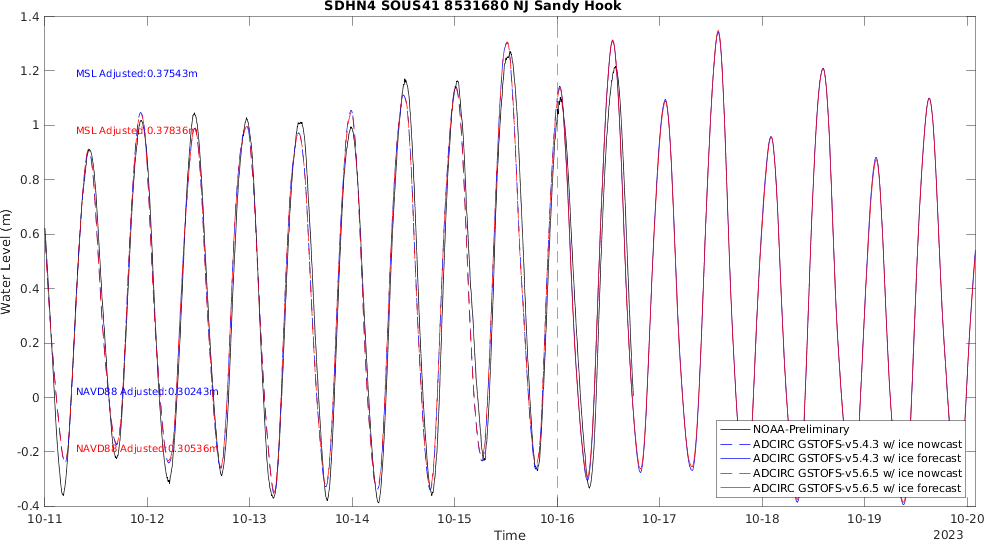 SDHN4 SOUS41 8531680 NJ Sandy Hook
Water Level (m)
1.4
1.2
1
0.8
0.6
0.4
0.2
0
-0.2
-0.4
MSL Adjusted:0.37543m
MSL Adjusted:0.37836m
NAVD88 Adjusted:0.30243m
NAVD88 Adjusted:0.30536m
NOAA-Preliminary
ADCIRC GSTOFS-v5.4.3 w/ ice nowcast
ADCIRC GSTOFS-v5.4.3 w/ ice forecast
ADCIRC GSTOFS-v5.6.5 w/ ice nowcast
ADCIRC GSTOFS-v5.6.5 w/ ice forecast
10-11 10-12 10-13 10-14 10-15 10-16 10-17 10-18 10-19 10-20
Time
2023